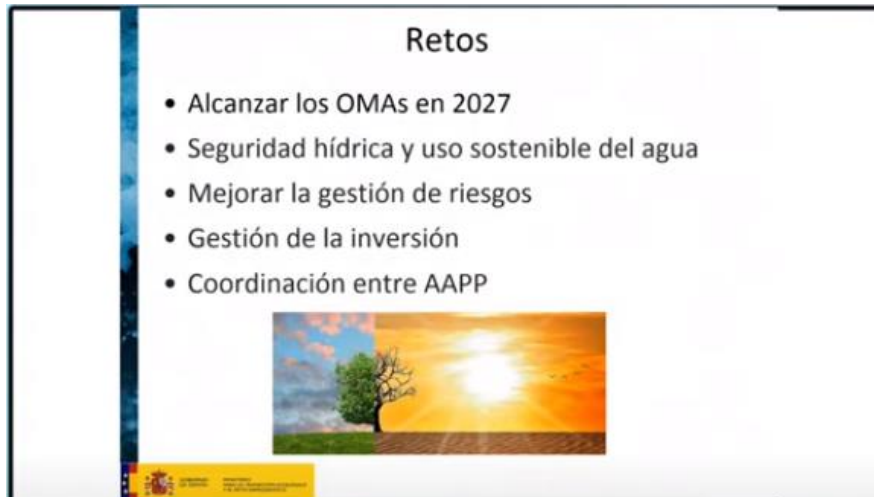 Retos
• Alcanzar los OMAs en 2027
• Seguridad hídrica y uso sostenible del agua
• Mejorar la gestión de riesgos
• Gestión de la inversión
• Coordinación entre AAPP